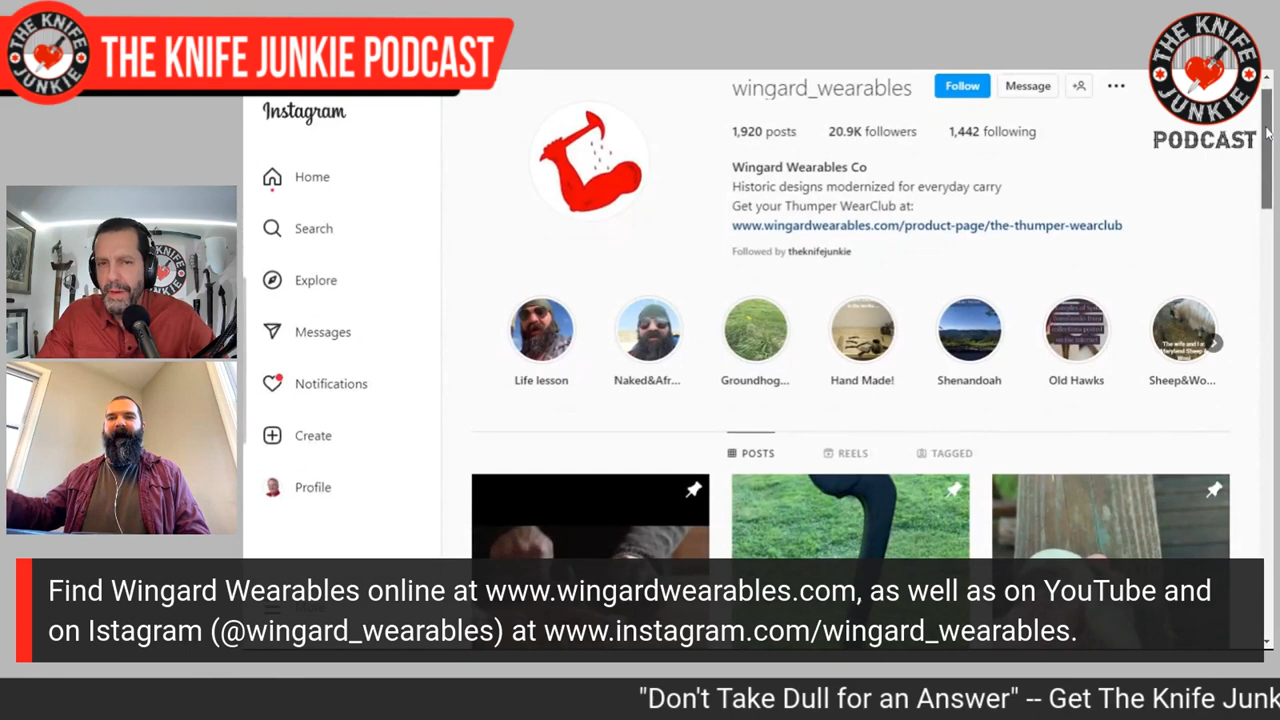 THE KNIFE JUNKIE
THE KNIFE JUNKIE PODCAST
THE KNIFE JUNKIE
PODCAST
Instagram
Home
Search
Explore
Messages
Notifications
Create
Profile
More
wingard_wearables
Follow
Message
1,920 posts 20.9K followers 1,442 following
Wingard Wearables Co
Historic designs modernized for everyday carry
Get your Thumper WearClub at:
www.wingardwearables.com/product-page/the-thumper-wearclub
Followed by theknifejunkie
Life lesson
Naked&Afr...
Groundhog...
Hand Made!
Shenandoah
Old Hawks
Sheep&Wo...
POSTS
REELS
TAGGED
KNIFE
JUNKIE
Find Wingard Wearables online at www.wingardwearables.com, as well as on YouTube and
on Istagram (@wingard_wearables) at www.instagram.com/wingard_wearables.
"Don't Take Dull for an Answer" -- Get The Knife Junk